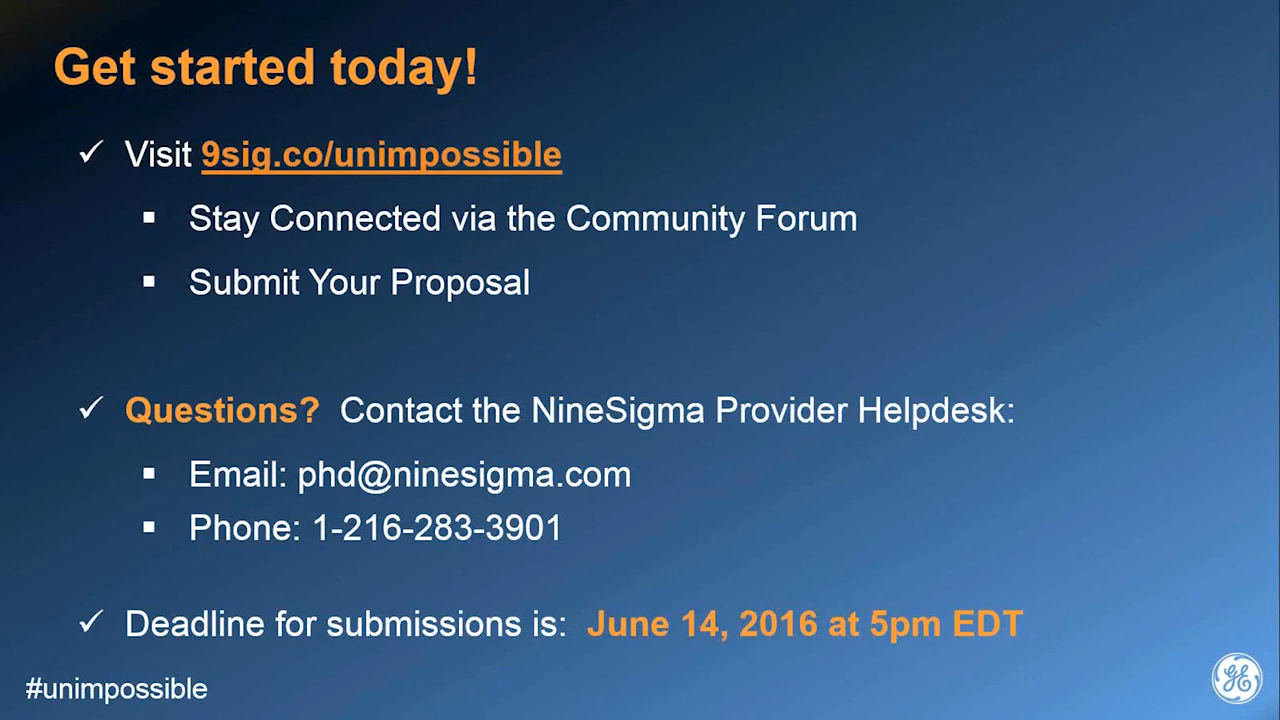 Get started today!
✓ Visit 9sig.co/unimpossible
▪ Stay Connected via the Community Forum
▪ Submit Your Proposal
✓ Questions? Contact the NineSigma Provider Helpdesk:
▪ Email: phd@ninesigma.com
▪ Phone: 1-216-283-3901
✓ Deadline for submissions is: June 14, 2016 at 5pm EDT
#unimpossible
GE